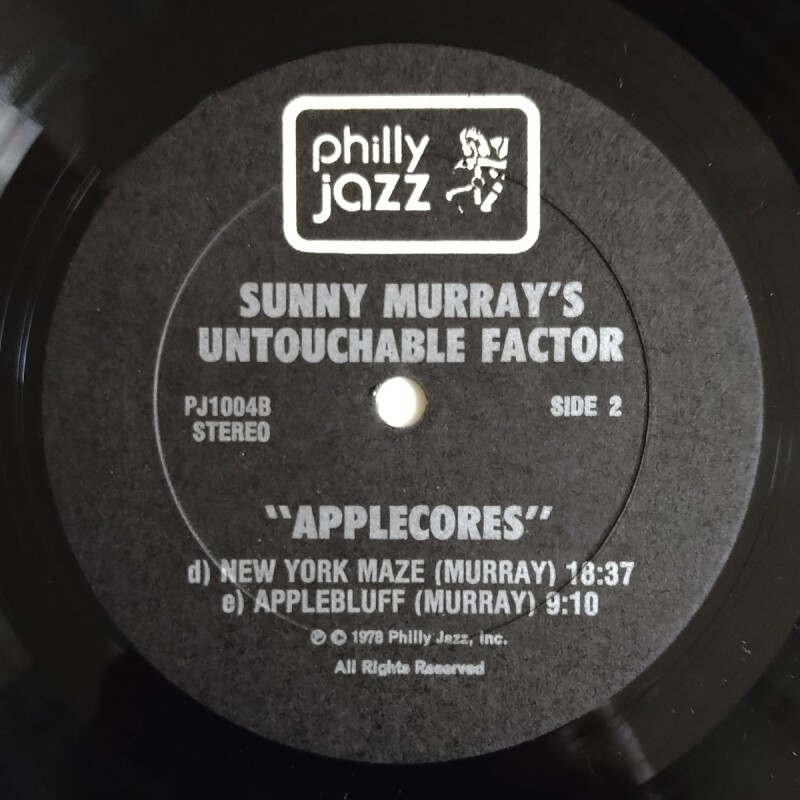 philly
jazz
SUNNY MURRAY'S
UNTOUCHABLE FACTOR
PJ1004B
STEREO
SIDE 2
"APPLECORES"
d) NEW YORK MAZE (MURRAY) 18:37
e) APPLEBLUFF (MURRAY) 9:10
℗ © 1978 Philly Jazz, inc.
All Rights Reserved